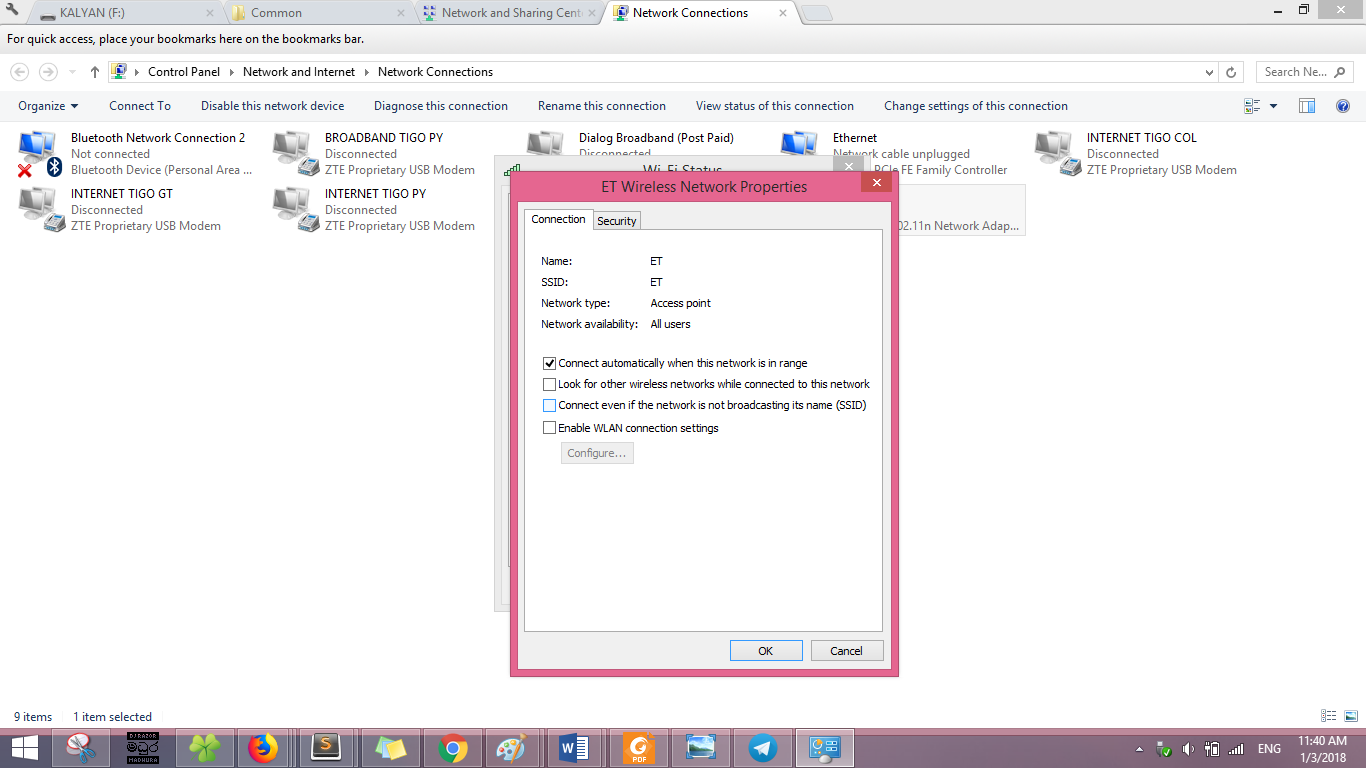 KALYAN (F:)
Common
Network and Sharing Cent
Network Connections
For quick access, place your bookmarks here on the bookmarks bar.
Control Panel
Network and Internet
Network Connections
Search Ne...
Organize
Connect To
Disable this network device
Diagnose this connection
Rename this connection
View status of this connection
Change settings of this connection
Bluetooth Network Connection 2
Not connected
Bluetooth Device (Personal Area ...
BROADBAND TIGO PY
Disconnected
ZTE Proprietary USB Modem
Dialog Broadband (Post Paid)
Disconnected
Ethernet
Network cable unplugged
PCIe FE Family Controller
INTERNET TIGO COL
Disconnected
ZTE Proprietary USB Modem
INTERNET TIGO GT
Disconnected
ZTE Proprietary USB Modem
INTERNET TIGO PY
Disconnected
ZTE Proprietary USB Modem
02.11n Network Adap...
Wi-Fi Status
ET Wireless Network Properties
Connection
Security
Name: ET
SSID: ET
Network type: Access point
Network availability: All users
Connect automatically when this network is in range
Look for other wireless networks while connected to this network
Connect even if the network is not broadcasting its name (SSID)
Enable WLAN connection settings
Configure...
OK
Cancel
9 items
1 item selected
DJ RAZOR
MADHURA
S
W
PDF
ENG
11:40 AM
1/3/2018